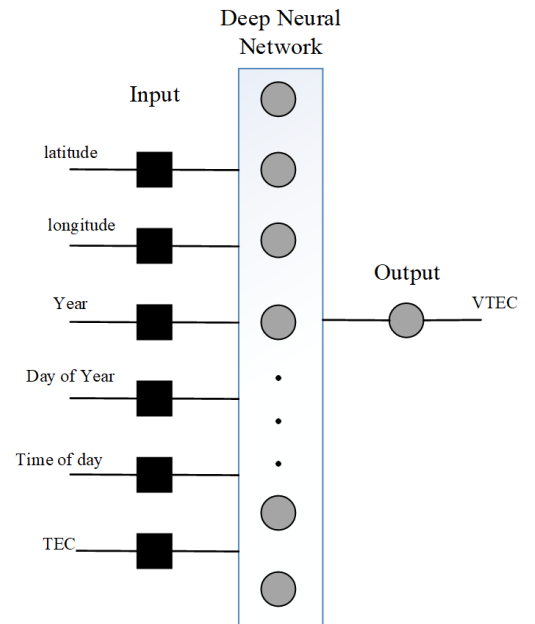 Deep Neural
Network
Input
latitude
longitude
Year
Day of Year
Time of day
TEC
Output
VTEC